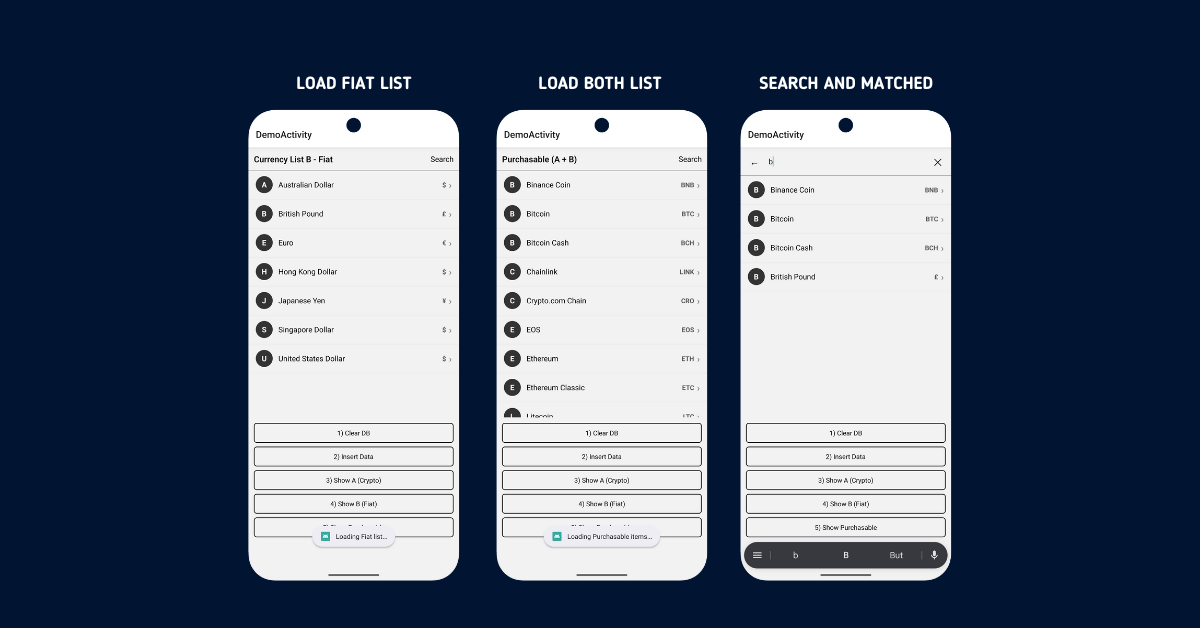 LOAD FIAT LIST
DemoActivity
Currency List B - Fiat Search
A Australian Dollar $ ›
B British Pound £ ›
E Euro € ›
H Hong Kong Dollar $ ›
J Japanese Yen ¥ ›
S Singapore Dollar $ ›
U United States Dollar $ ›
1) Clear DB
2) Insert Data
3) Show A (Crypto)
4) Show B (Fiat)
Loading Fiat list...
LOAD BOTH LIST
DemoActivity
Purchasable (A + B) Search
B Binance Coin BNB ›
B Bitcoin BTC ›
B Bitcoin Cash BCH ›
C Chainlink LINK ›
C Crypto.com Chain CRO ›
E EOS EOS ›
E Ethereum ETH ›
E Ethereum Classic ETC ›
L Litecoin LTC ›
1) Clear DB
2) Insert Data
3) Show A (Crypto)
4) Show B (Fiat)
Loading Purchasable items...
SEARCH AND MATCHED
DemoActivity
← b ×
B Binance Coin BNB ›
B Bitcoin BTC ›
B Bitcoin Cash BCH ›
B British Pound £ ›
1) Clear DB
2) Insert Data
3) Show A (Crypto)
4) Show B (Fiat)
5) Show Purchasable
b B But